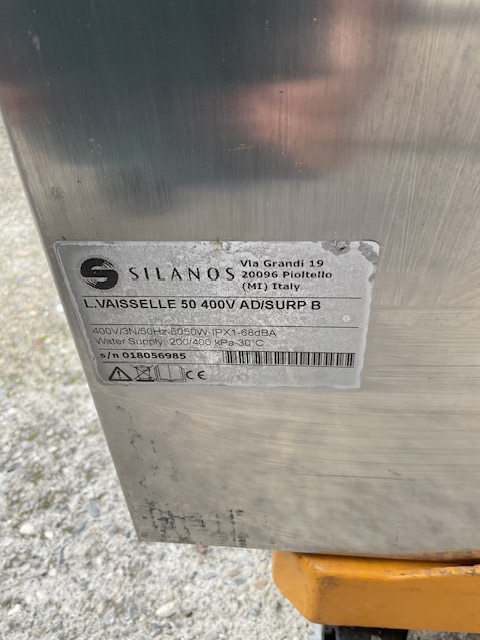 SILANOS
Via Grandi 19
20096 Pioltello
(MI) Italy
L.VAISSELLE 50 400V AD/SURP B
400V/3N/50Hz-6050W-IPX1-68dBA
Water Supply: 200/400 kPa-30°C
s/n 018056985
CE